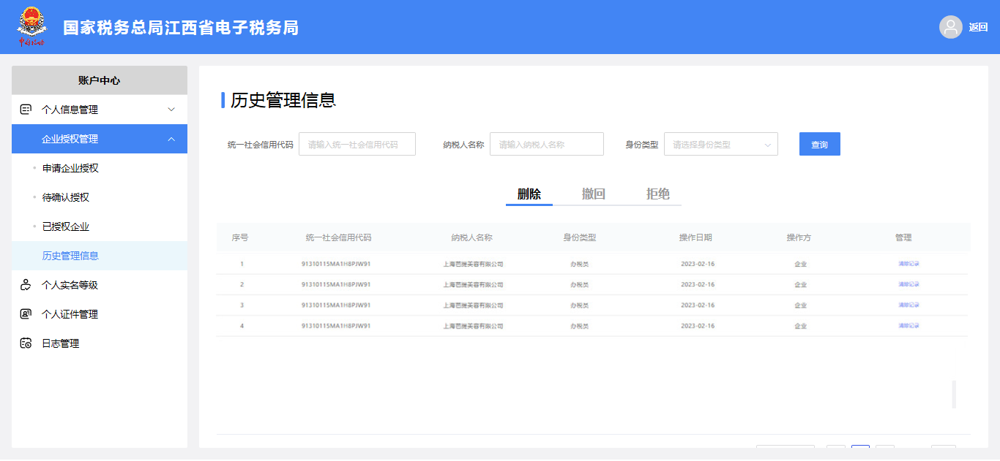 国家税务总局江西省电子税务局
返回
账户中心
个人信息管理
企业授权管理
申请企业授权
待确认授权
已授权企业
历史管理信息
个人实名等级
个人证件管理
日志管理
历史管理信息
统一社会信用代码 请输入统一社会信用代码 纳税人名称 请输入纳税人名称 身份类型 请选择身份类型 查询
删除 撤回 拒绝
序号 统一社会信用代码 纳税人名称 身份类型 操作日期 操作方 管理
1 91310115MA1H8PJW91 上海芭提美容有限公司 办税员 2023-02-16 企业 清除记录
2 91310115MA1H8PJW91 上海芭提美容有限公司 办税员 2023-02-16 企业 清除记录
3 91310115MA1H8PJW91 上海芭提美容有限公司 办税员 2023-02-16 企业 清除记录
4 91310115MA1H8PJW91 上海芭提美容有限公司 办税员 2023-02-16 企业 清除记录